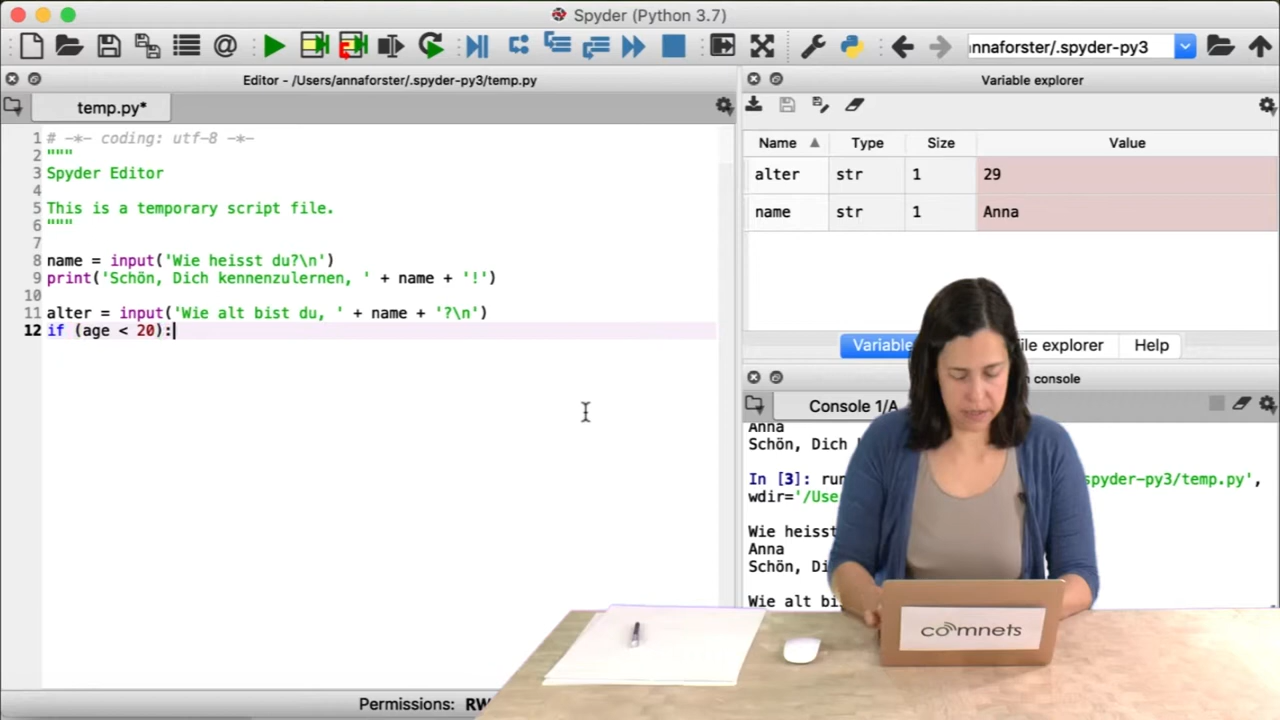 Spyder (Python 3.7)
annaforster/.spyder-py3
Editor - /Users/annaforster/.spyder-py3/temp.py
temp.py*
1 # -*- coding: utf-8 -*-
2 """
3 Spyder Editor
4
5 This is a temporary script file.
6 """
7
8 name = input('Wie heisst du?\n')
9 print('Schön, Dich kennenzulernen, ' + name + '!')
10
11 alter = input('Wie alt bist du, ' + name + '?\n')
12 if (age < 20):
Permissions: RW
Variable explorer
Name Type Size Value
alter str 1 29
name str 1 Anna
Variable explorer Help
console
Console 1/A
Anna
Schön, Dich
In [3]: spyder-py3/temp.py',
wdir='/Use
Wie heisst
Anna
Schön, Di
Wie alt bi
comnets